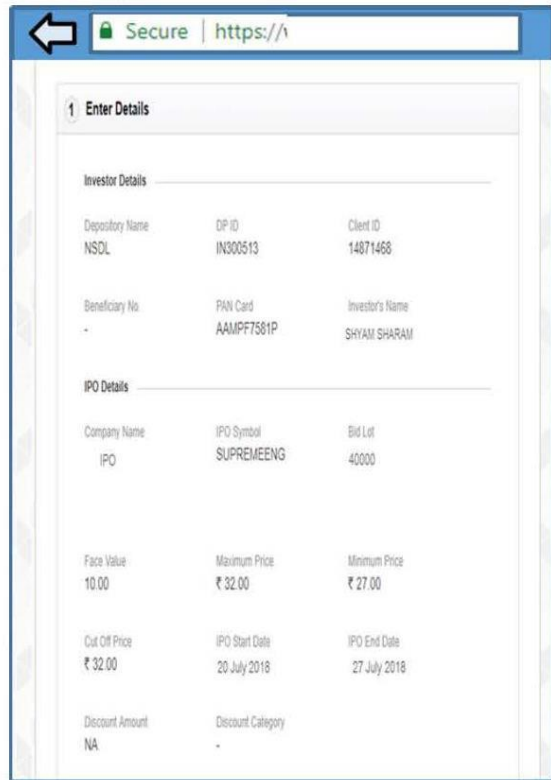 Secure | https://
1 Enter Details
Investor Details
Depository Name DP ID Client ID
NSDL IN300513 14871468
Beneficiary No. PAN Card Investor's Name
- AAMPF7581P SHYAM SHARAM
IPO Details
Company Name IPO Symbol Bid Lot
IPO SUPREMEENG 40000
Face Value Maximum Price Minimum Price
10.00 ₹ 32.00 ₹ 27.00
Cut Off Price IPO Start Date IPO End Date
₹ 32.00 20 July 2018 27 July 2018
Discount Amount Discount Category
NA -